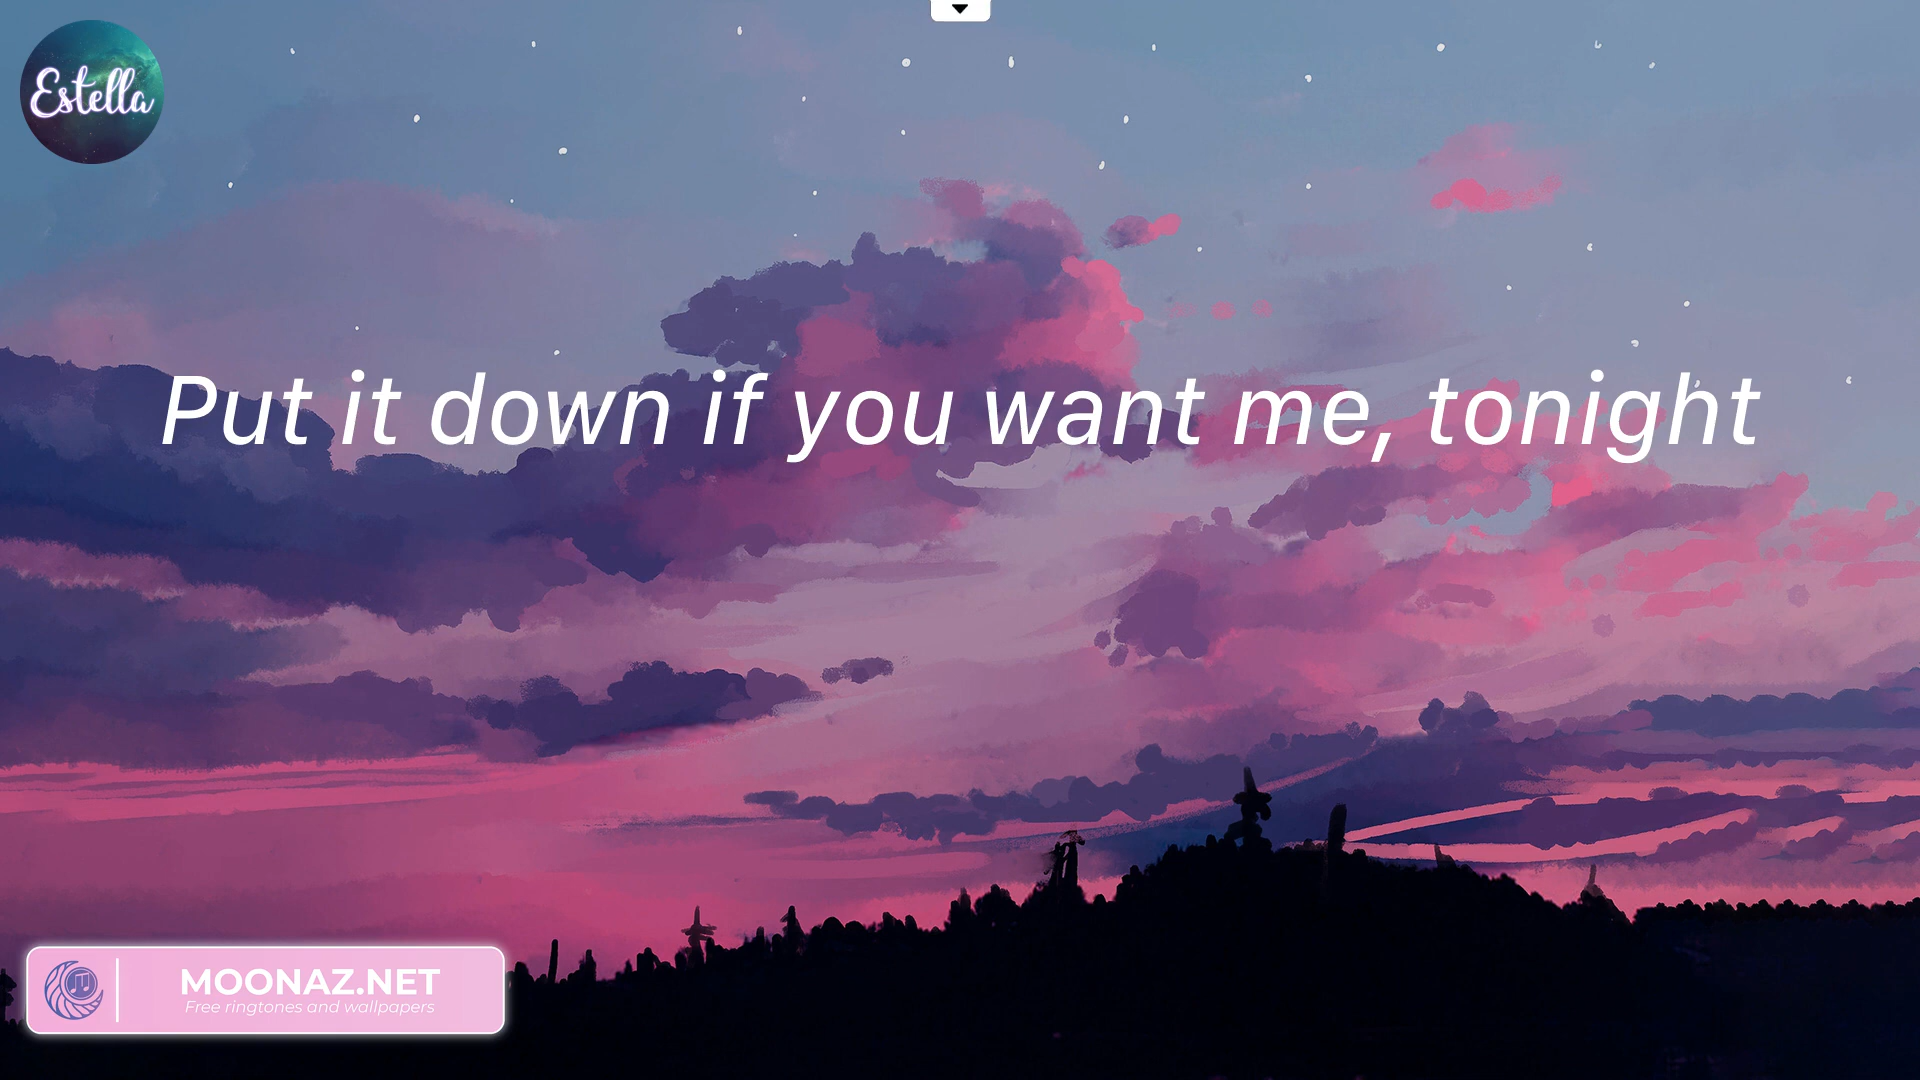 Estella
Put it down if you want me, tonight
MOONAZ.NET
Free ringtones and wallpapers